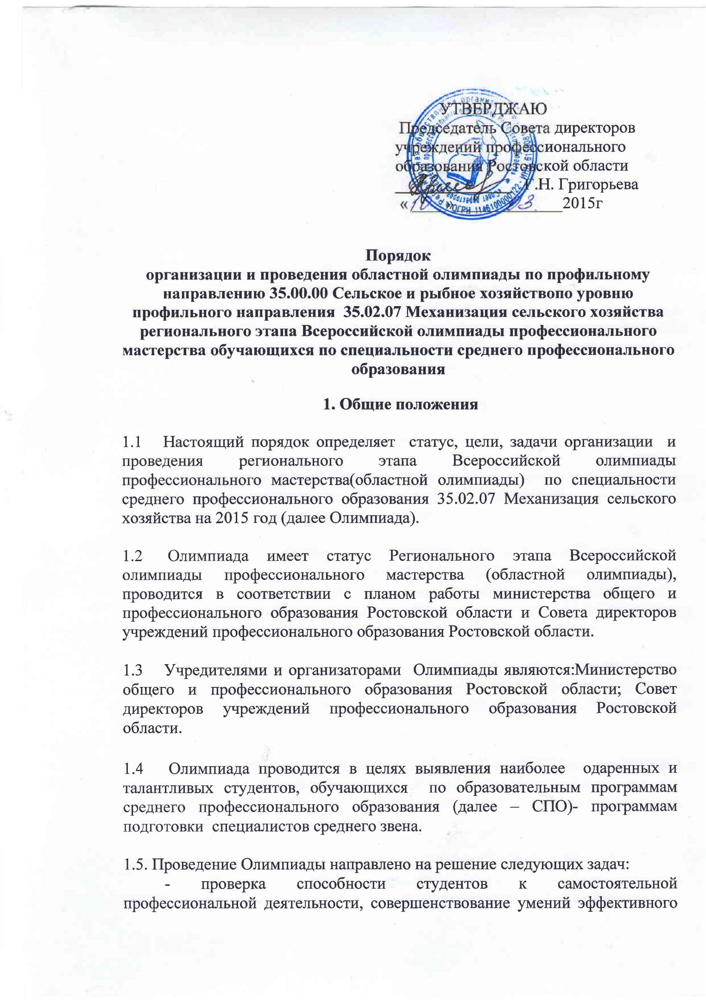 УТВЕРДЖАЮ
Председатель Совета директоров
учреждений профессионального
образования Ростовской области
Г.Н. Григорьева
« 10 » 03. 2015г
ОГРН 1146100000122
Порядок
организации и проведения областной олимпиады по профильному
направлению 35.00.00 Сельское и рыбное хозяйствопо уровню
профильного направления 35.02.07 Механизация сельского хозяйства
регионального этапа Всероссийской олимпиады профессионального
мастерства обучающихся по специальности среднего профессионального
образования
1. Общие положения
1.1 Настоящий порядок определяет статус, цели, задачи организации и
проведения регионального этапа Всероссийской олимпиады
профессионального мастерства(областной олимпиады) по специальности
среднего профессионального образования 35.02.07 Механизация сельского
хозяйства на 2015 год (далее Олимпиада).
1.2 Олимпиада имеет статус Регионального этапа Всероссийской
олимпиады профессионального мастерства (областной олимпиады),
проводится в соответствии с планом работы министерства общего и
профессионального образования Ростовской области и Совета директоров
учреждений профессионального образования Ростовской области.
1.3 Учредителями и организаторами Олимпиады являются:Министерство
общего и профессионального образования Ростовской области; Совет
директоров учреждений профессионального образования Ростовской
области.
1.4 Олимпиада проводится в целях выявления наиболее одаренных и
талантливых студентов, обучающихся по образовательным программам
среднего профессионального образования (далее – СПО)- программам
подготовки специалистов среднего звена.
1.5. Проведение Олимпиады направлено на решение следующих задач:
- проверка способности студентов к самостоятельной
профессиональной деятельности, совершенствование умений эффективного